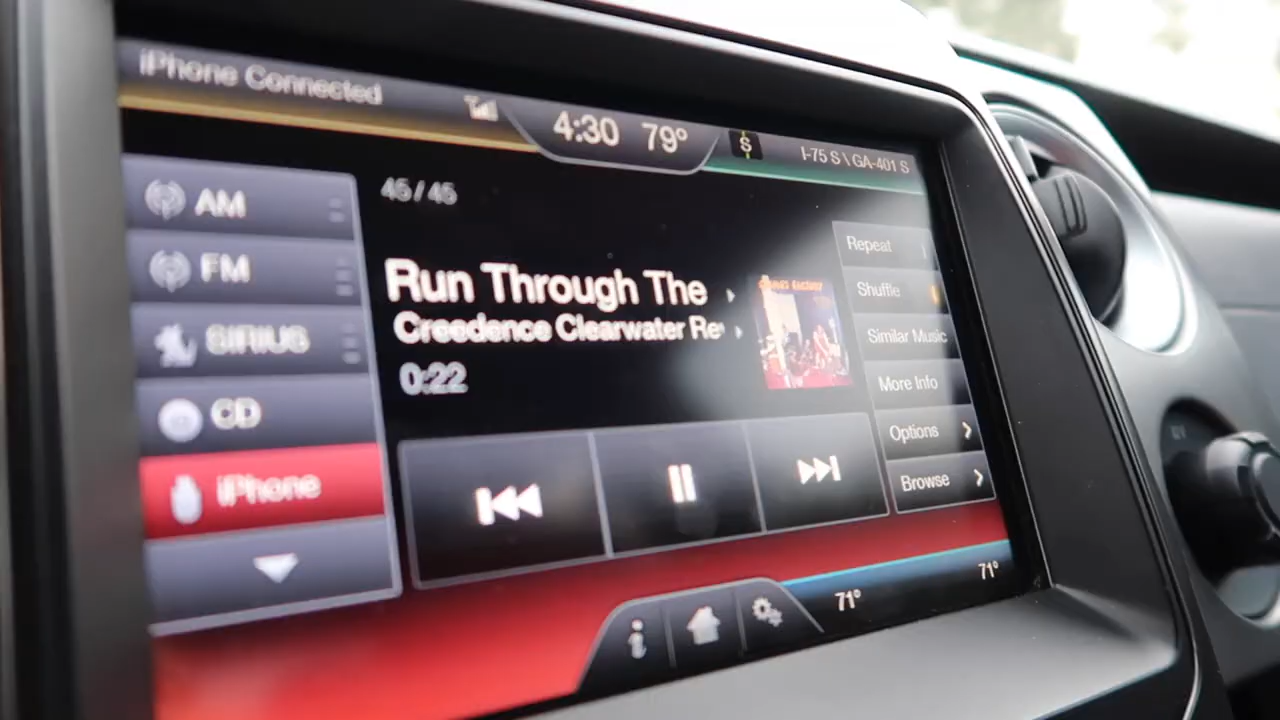 iPhone Connected
4:30 79°
S
I-75 S \ GA-401 S
AM
FM
SIRIUS
CD
iPhone
45/45
Run Through The
Creedence Clearwater Re
0:22
Repeat
Shuffle
Similar Music
More Info
Options
Browse
71°
71°